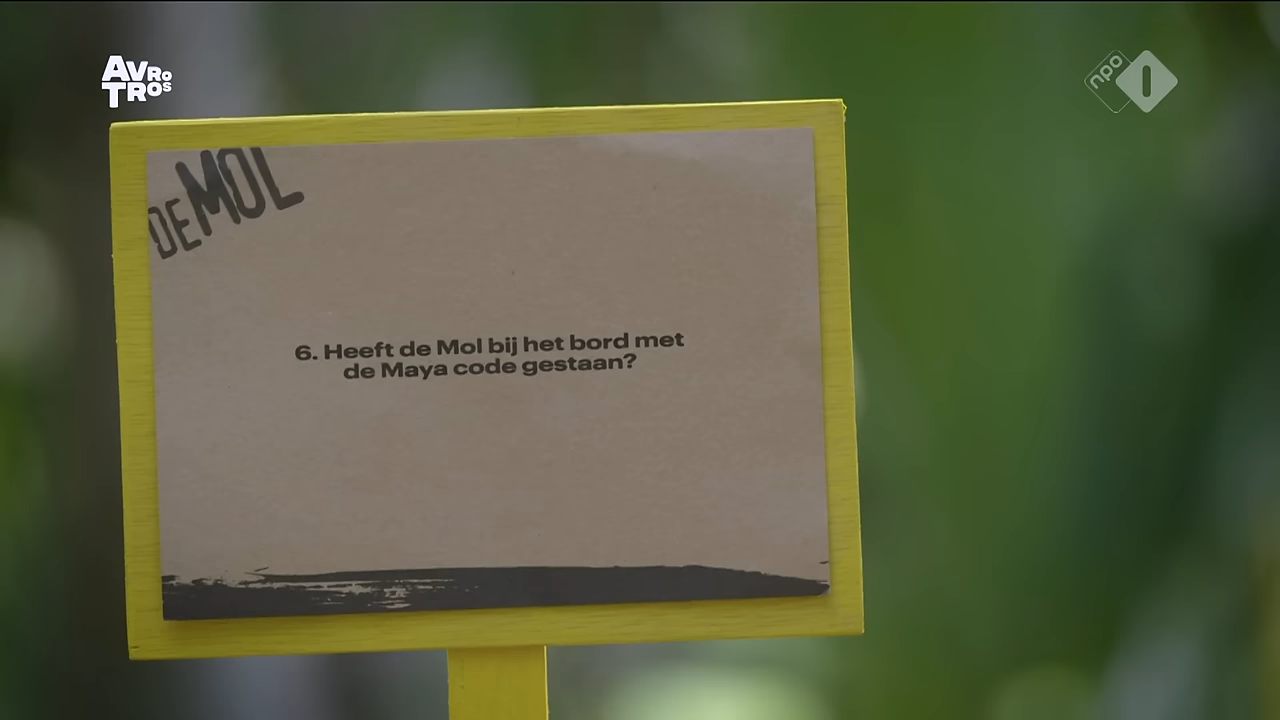 AVRO
TROS
npo 1
DE MOL
6. Heeft de Mol bij het bord met
de Maya code gestaan?